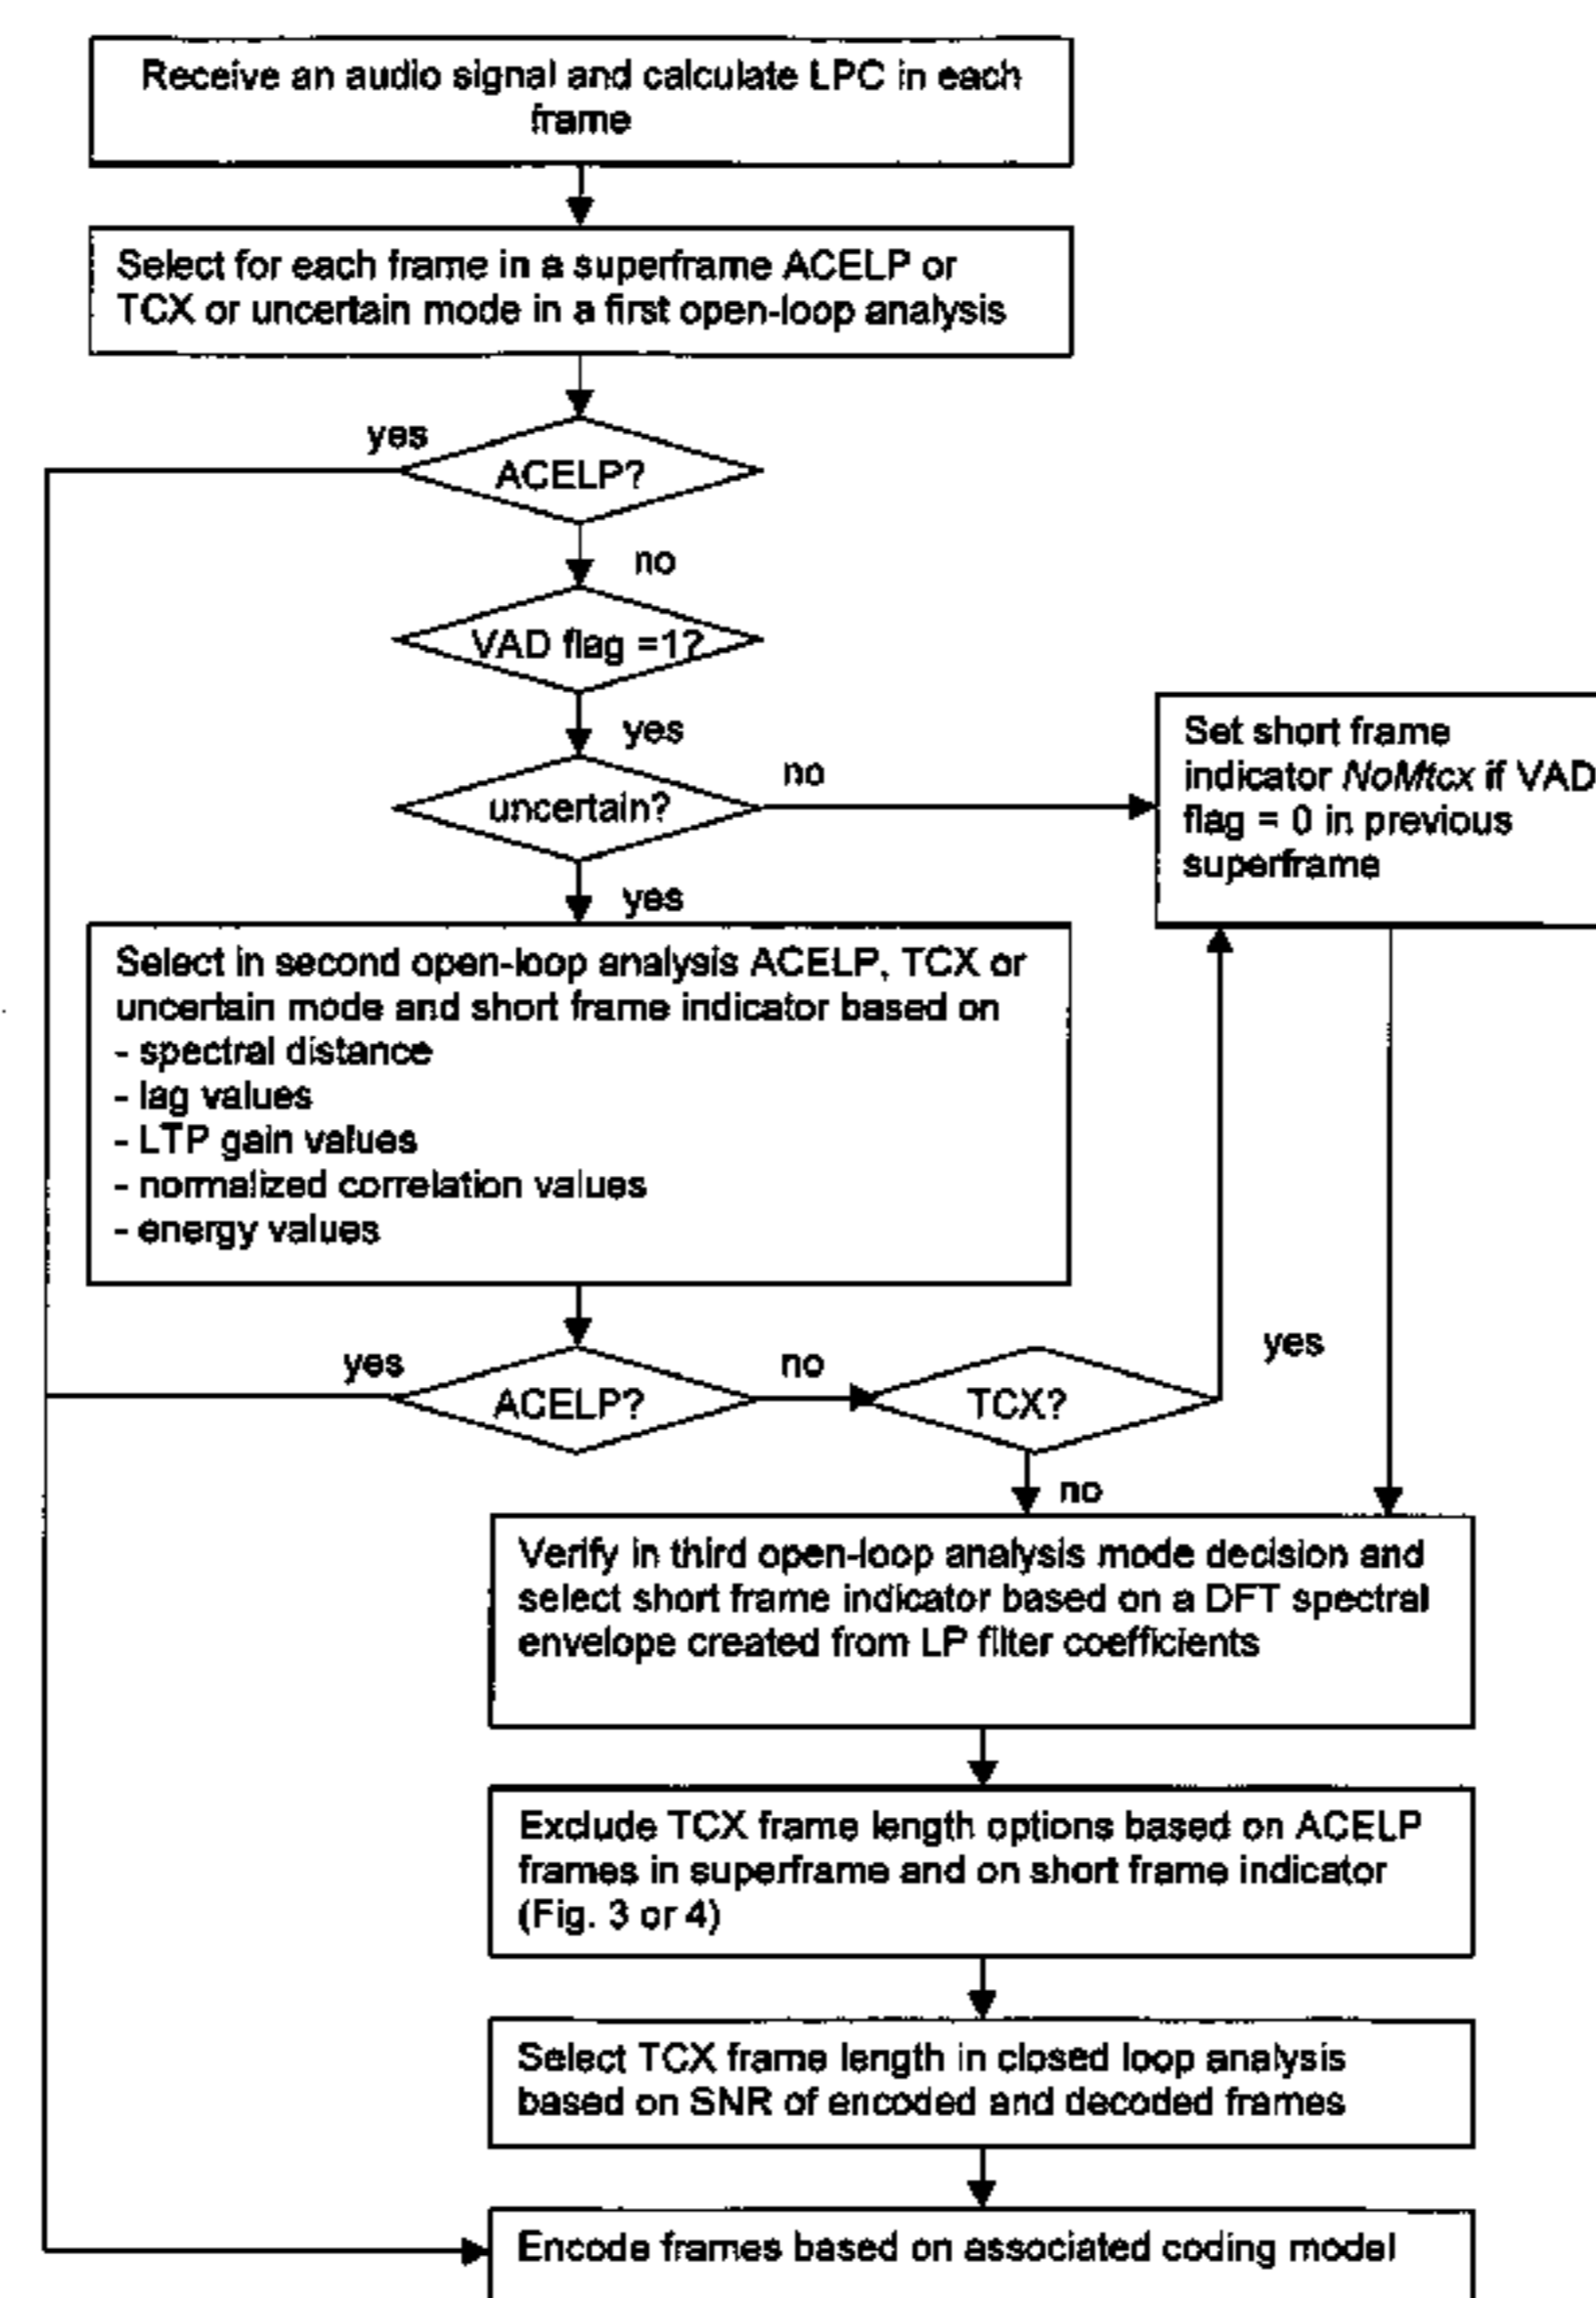 Receive an audio signal and calculate LPC in each
frame
Select for each frame in a superframe ACELP or
TCX or uncertain mode in a first open-loop analysis
yes
ACELP?
no
VAD flag =1?
yes
uncertain?
no
Set short frame
indicator NoMtcx if VAD
flag = 0 in previous
superframe
yes
Select in second open-loop analysis ACELP, TCX or
uncertain mode and short frame indicator based on
- spectral distance
- lag values
- LTP gain values
- normalized correlation values
- energy values
yes
ACELP?
no
TCX?
yes
no
Verify in third open-loop analysis mode decision and
select short frame indicator based on a DFT spectral
envelope created from LP filter coefficients
Exclude TCX frame length options based on ACELP
frames in superframe and on short frame indicator
(Fig. 3 or 4)
Select TCX frame length in closed loop analysis
based on SNR of encoded and decoded frames
Encode frames based on associated coding model